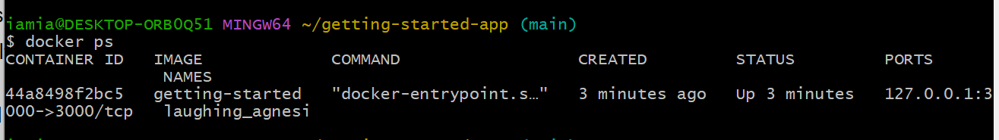 iamia@DESKTOP-ORB0Q51 MINGW64 ~/getting-started-app (main)
$ docker ps
CONTAINER ID   IMAGE             COMMAND                  CREATED         STATUS         PORTS
                NAMES
44a8498f2bc5   getting-started   "docker-entrypoint.s…"   3 minutes ago   Up 3 minutes   127.0.0.1:3
000->3000/tcp   laughing_agnesi